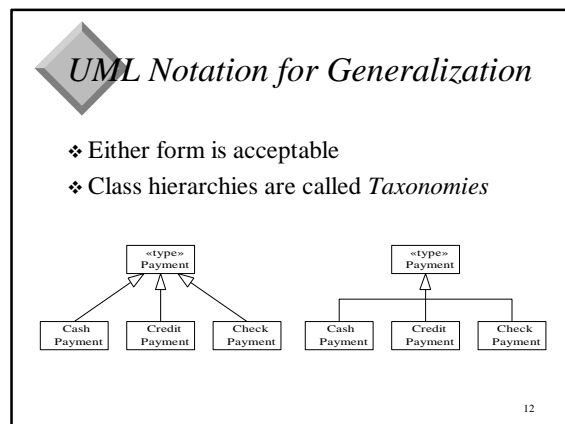 UML Notation for Generalization
❖ Either form is acceptable
❖ Class hierarchies are called Taxonomies
«type»
Payment
Cash
Payment
Credit
Payment
Check
Payment
«type»
Payment
Cash
Payment
Credit
Payment
Check
Payment
12